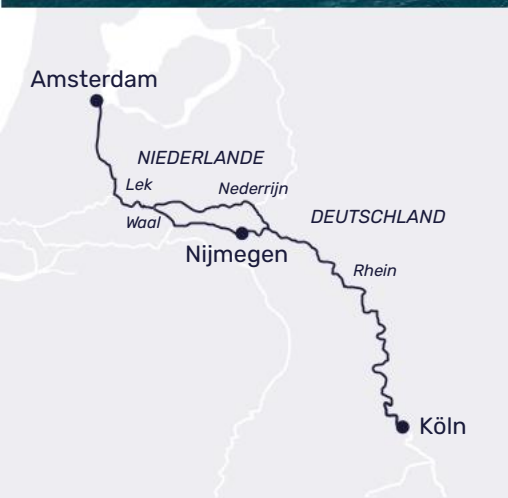 Amsterdam
NIEDERLANDE
Lek
Nederrijn
Waal
DEUTSCHLAND
Nijmegen
Rhein
Köln